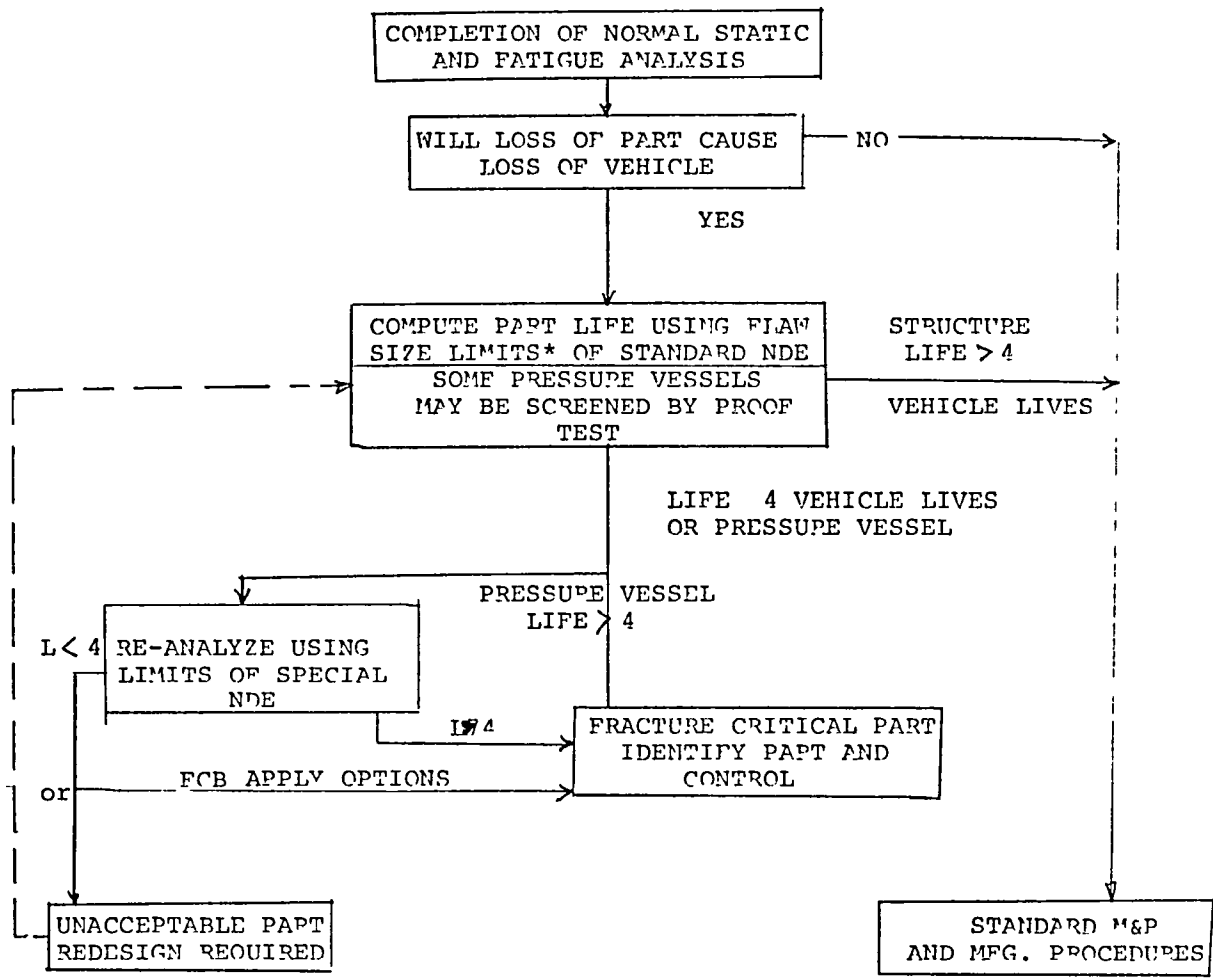 COMPLETION OF NORMAL STATIC
AND FATIGUE ANALYSIS
WILL LOSS OF PART CAUSE
LOSS OF VEHICLE
NO
YES
COMPUTE PART LIFE USING FLAW
SIZE LIMITS* OF STANDARD NDE
SOME PRESSURE VESSELS
MAY BE SCREENED BY PROOF
TEST
STRUCTURE
LIFE > 4
VEHICLE LIVES
LIFE 4 VEHICLE LIVES
OR PRESSURE VESSEL
PRESSURE VESSEL
LIFE > 4
L < 4
RE-ANALYZE USING
LIMITS OF SPECIAL
NDE
FRACTURE CRITICAL PART
IDENTIFY PART AND
CONTROL
or
FCB APPLY OPTIONS
UNACCEPTABLE PART
REDESIGN REQUIRED
STANDARD M&P
AND MFG. PROCEDURES